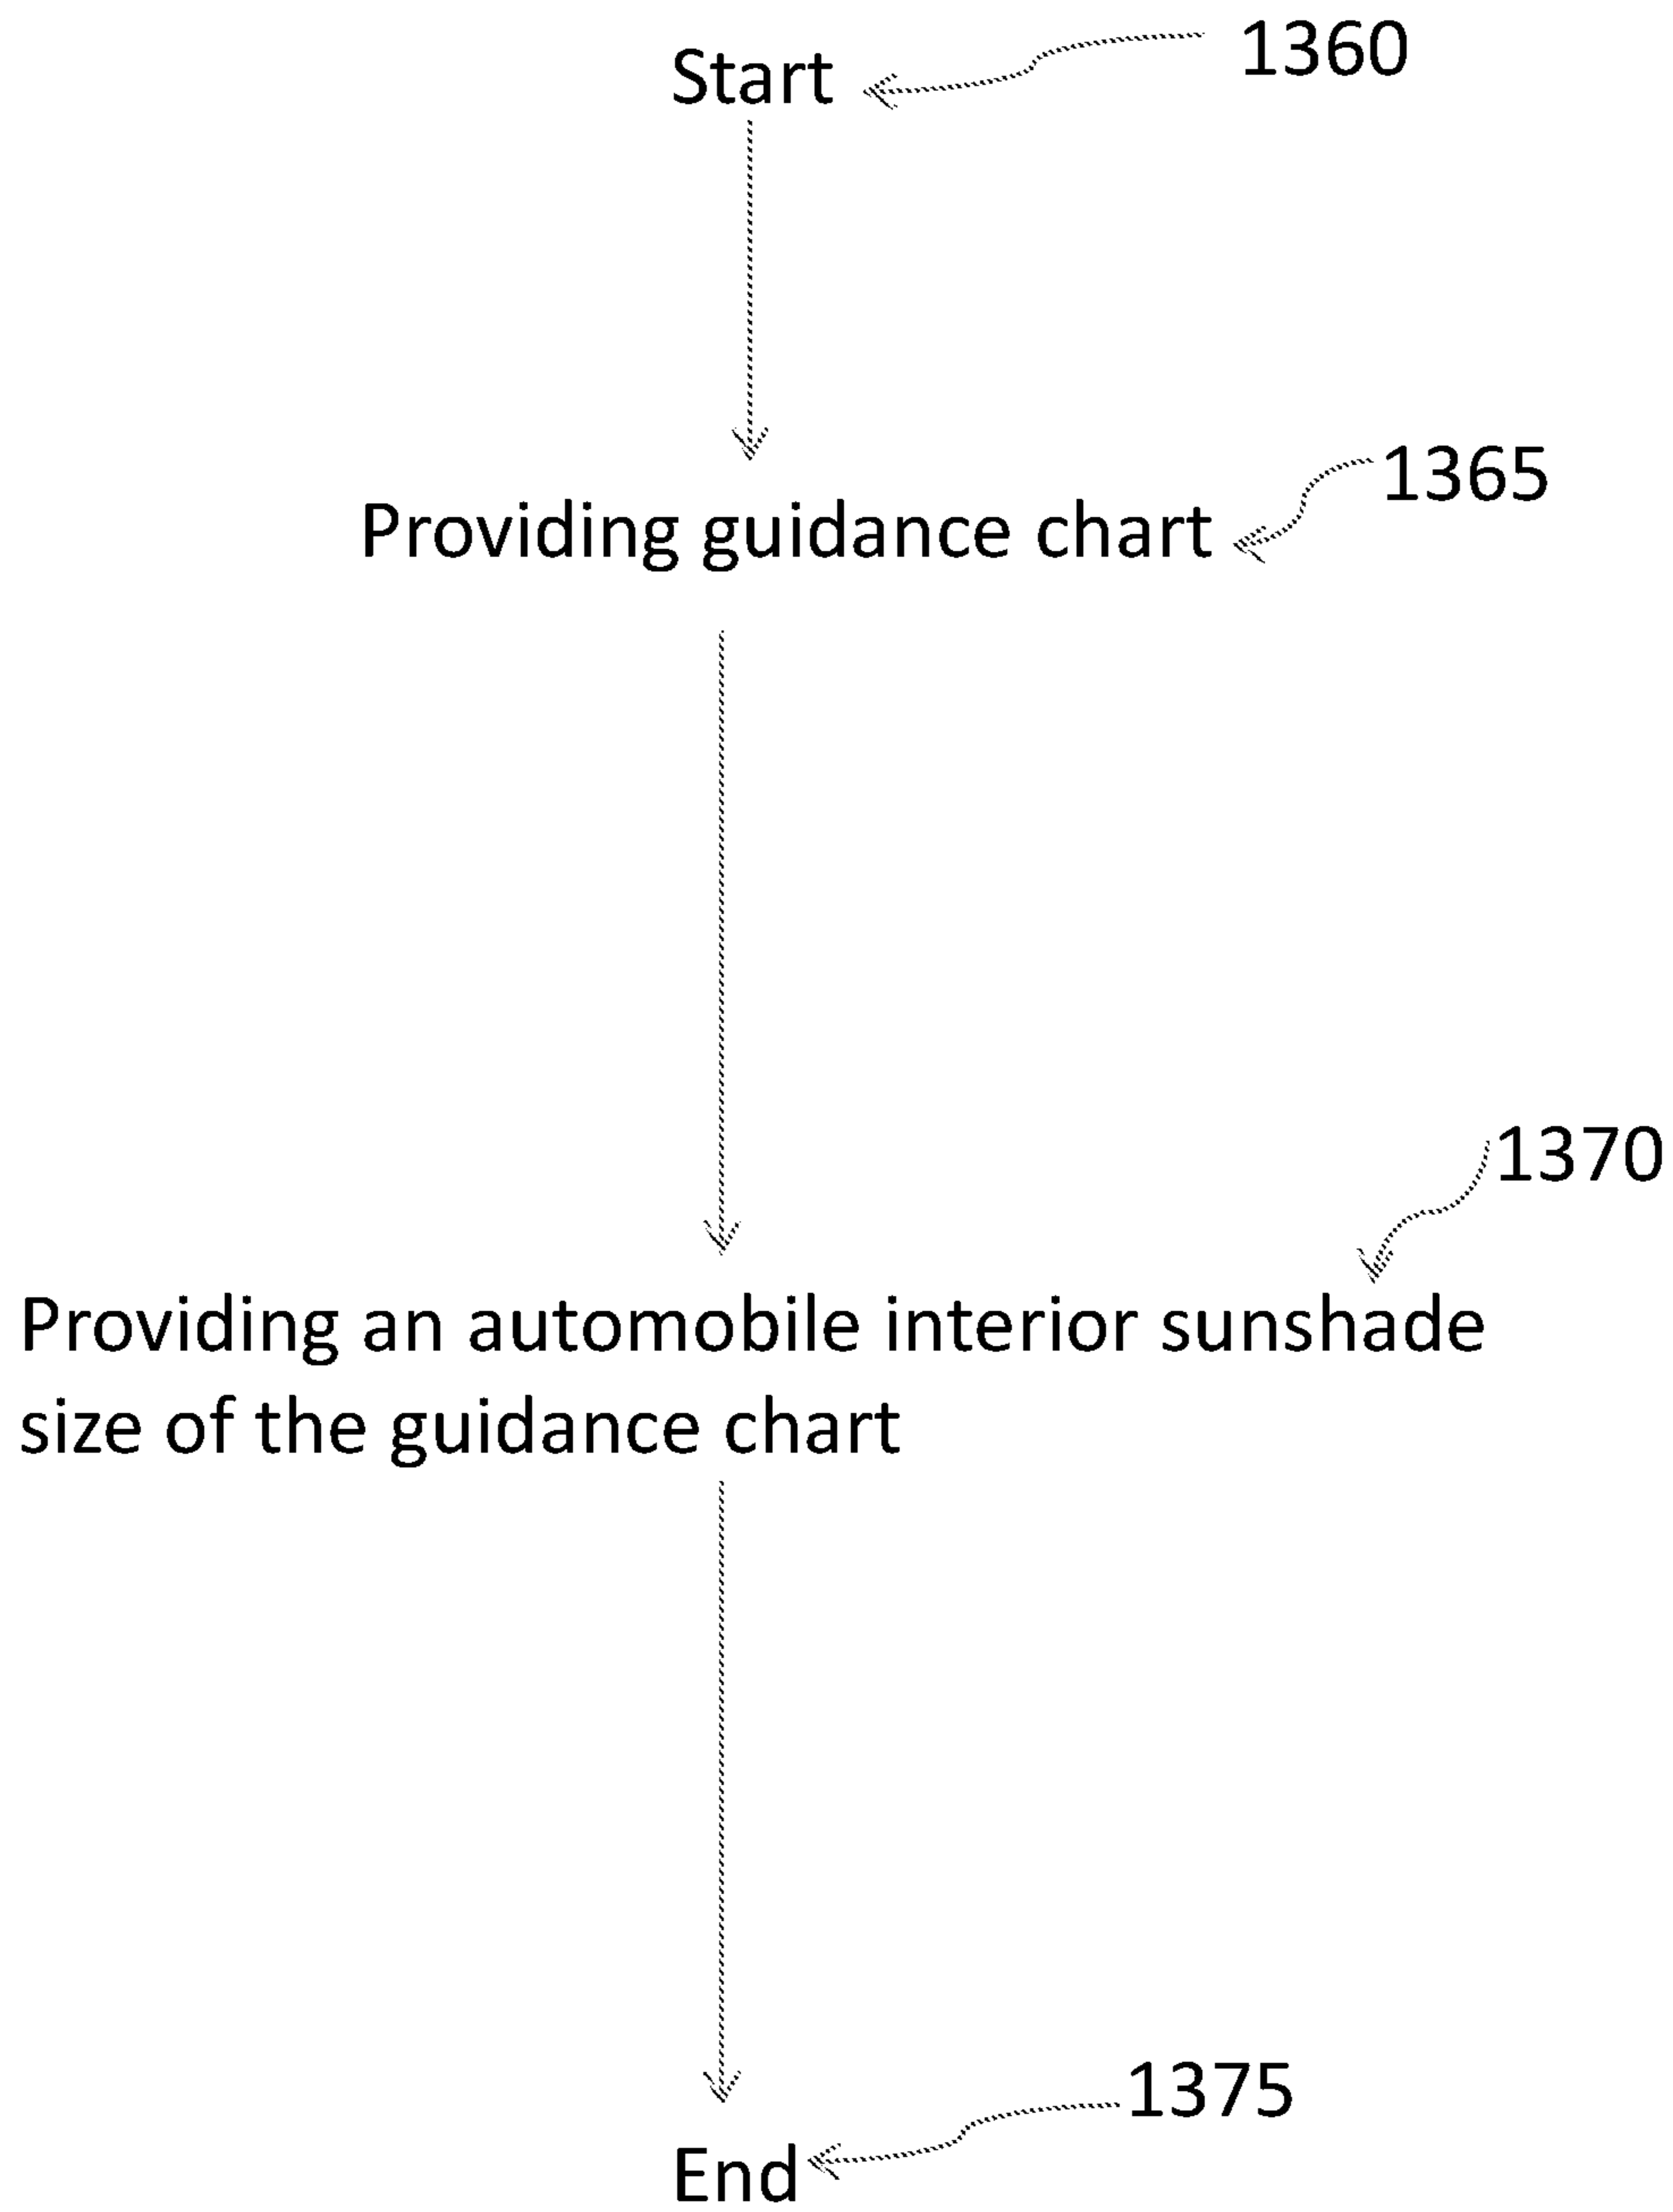 Start
1360
Providing guidance chart
1365
1370
Providing an automobile interior sunshade
size of the guidance chart
1375
End